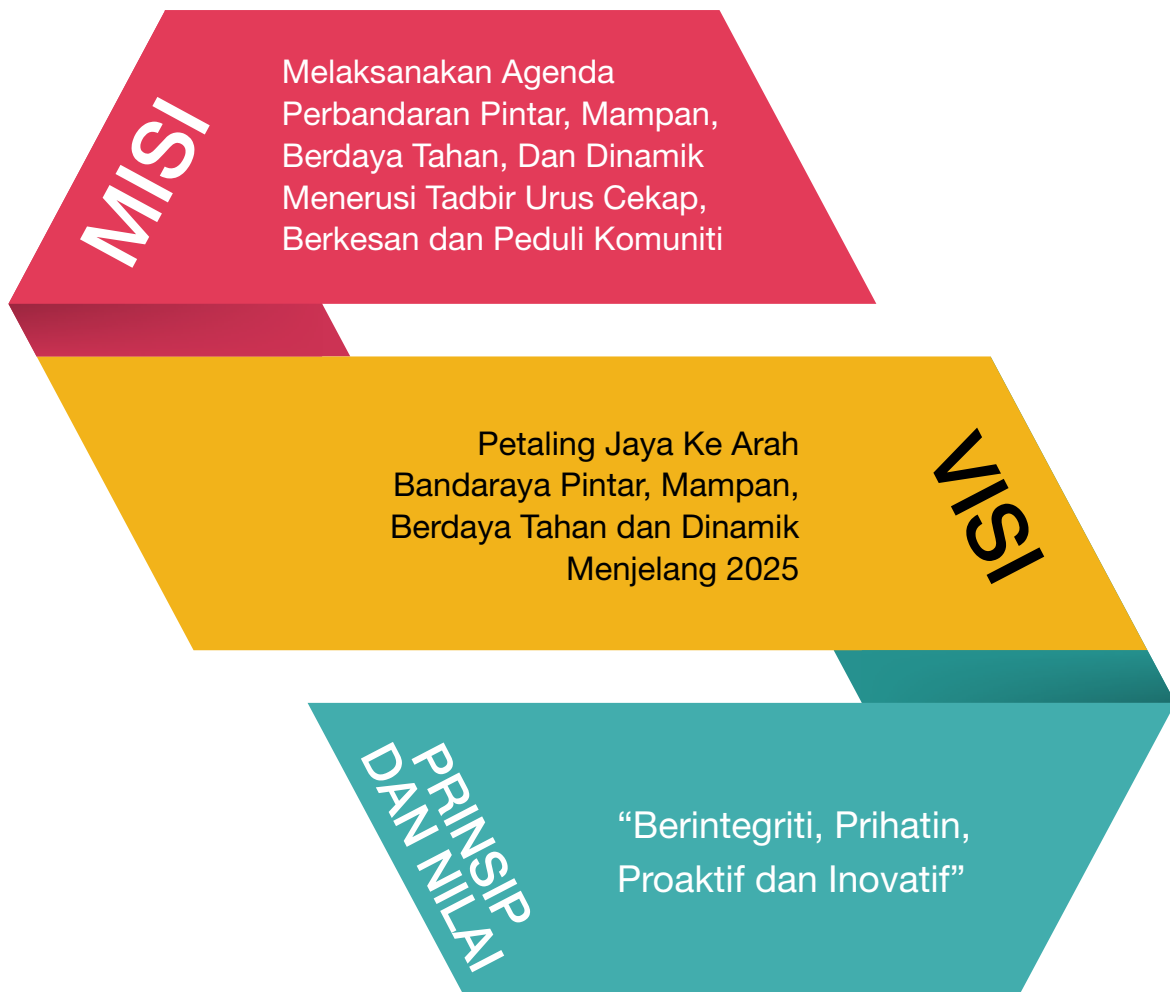 MISI
Melaksanakan Agenda
Perbandaran Pintar, Mampan,
Berdaya Tahan, Dan Dinamik
Menerusi Tadbir Urus Cekap,
Berkesan dan Peduli Komuniti
Petaling Jaya Ke Arah
Bandaraya Pintar, Mampan,
Berdaya Tahan dan Dinamik
Menjelang 2025
VISI
PRINSIP
DAN NILAI
“Berintegriti, Prihatin,
Proaktif dan Inovatif”